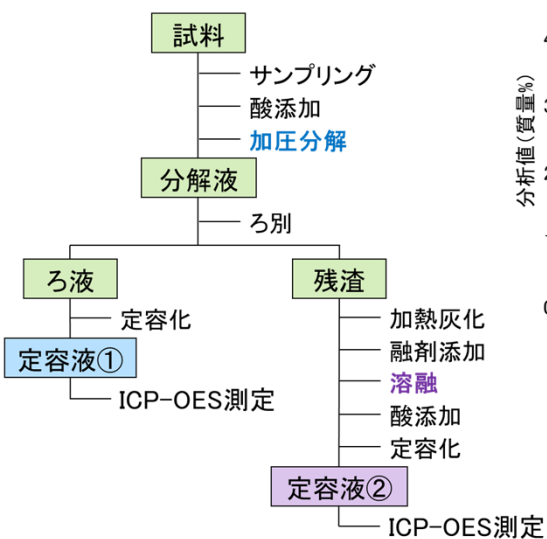 試料
サンプリング
酸添加
加圧分解
分解液
ろ別
ろ液
残渣
定容化
定容液①
ICP-OES測定
加熱灰化
融剤添加
溶融
酸添加
定容化
定容液②
ICP-OES測定
分析値(質量%)